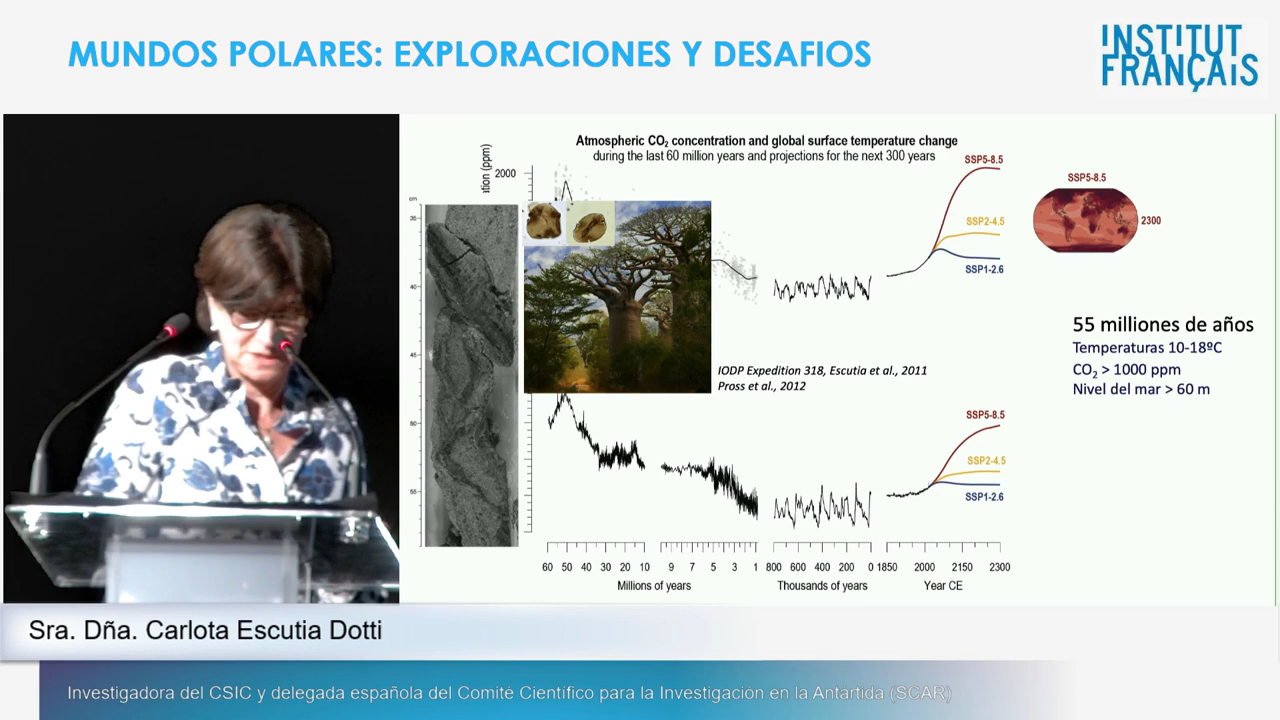 MUNDOS POLARES: EXPLORACIONES Y DESAFIOS
INSTITUT
FRANÇAIS
Atmospheric CO₂ concentration and global surface temperature change
during the last 60 million years and projections for the next 300 years
(ppm)
2000
cm
35
40
45
50
55
SSP5-8.5
SSP2-4.5
SSP1-2.6
SSP5-8.5
2300
55 milliones de años
Temperaturas 10-18ºC
CO₂ > 1000 ppm
Nivel del mar > 60 m
IODP Expedition 318, Escutia et al., 2011
Pross et al., 2012
SSP5-8.5
SSP2-4.5
SSP1-2.6
60 50 40 30 20 10 9 7 5 3 1 800 600 400 200 0 1850 2000 2150 2300
Millions of years Thousands of years Year CE
Sra. Dña. Carlota Escutia Dotti
Investigadora del CSIC y delegada española del Comité Científico para la Investigación en la Antártida (SCAR)